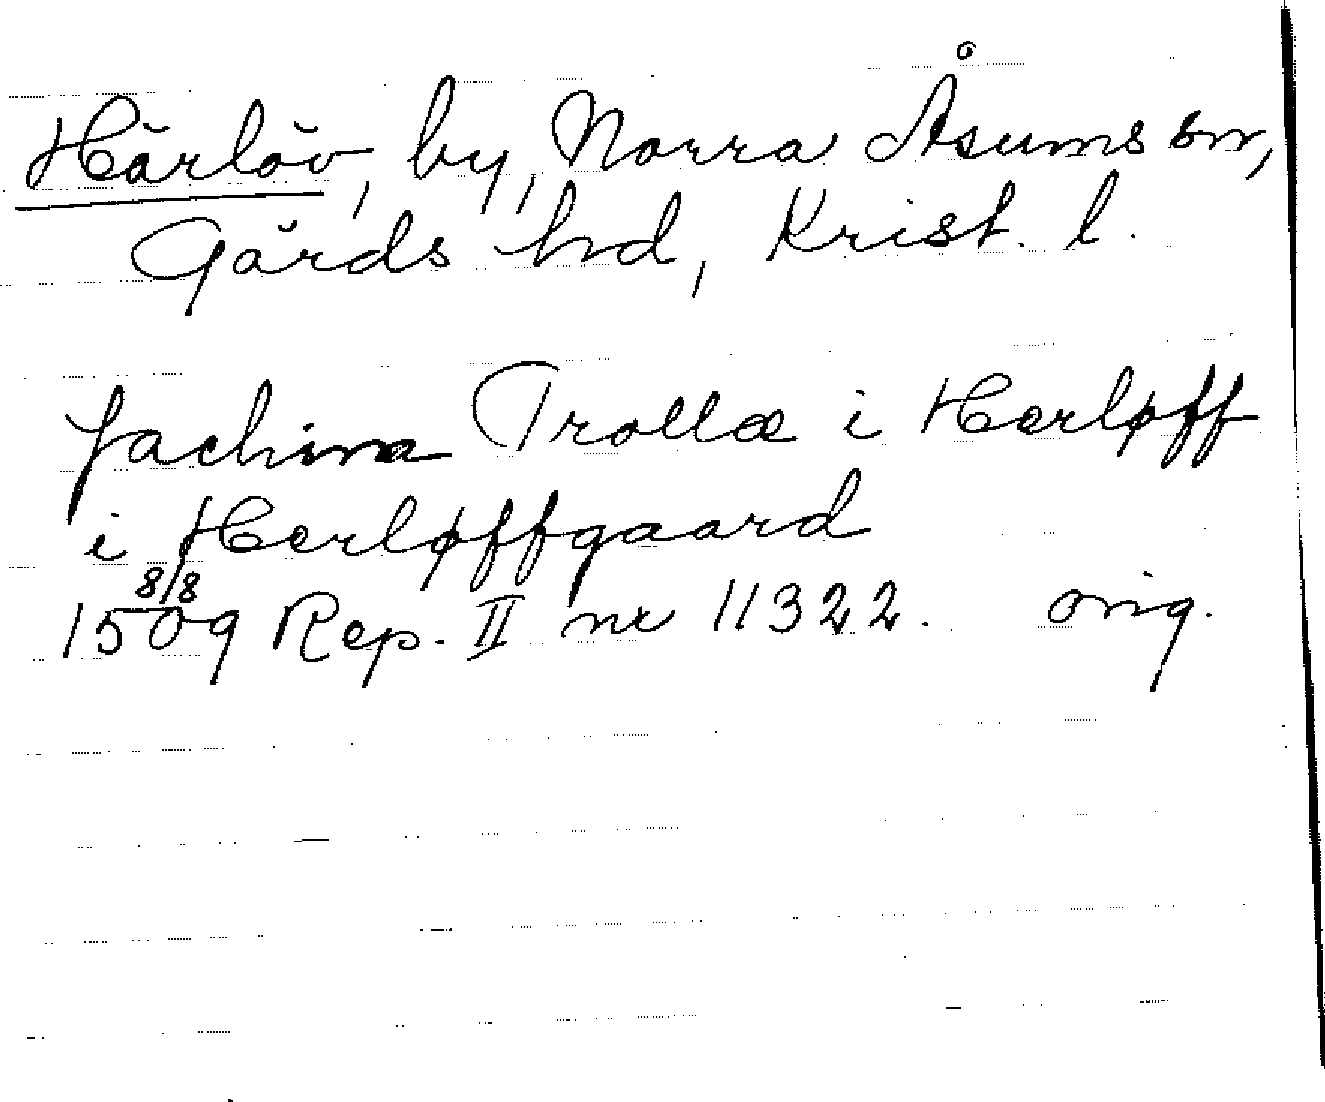 Härlöv, by, Norra Åsums sn,
Gärds hd, Krist. l.
Jachim Trollæ i Herløff
i Herløffgaard
8/8
1509 Rep. II nr 11322. orig.